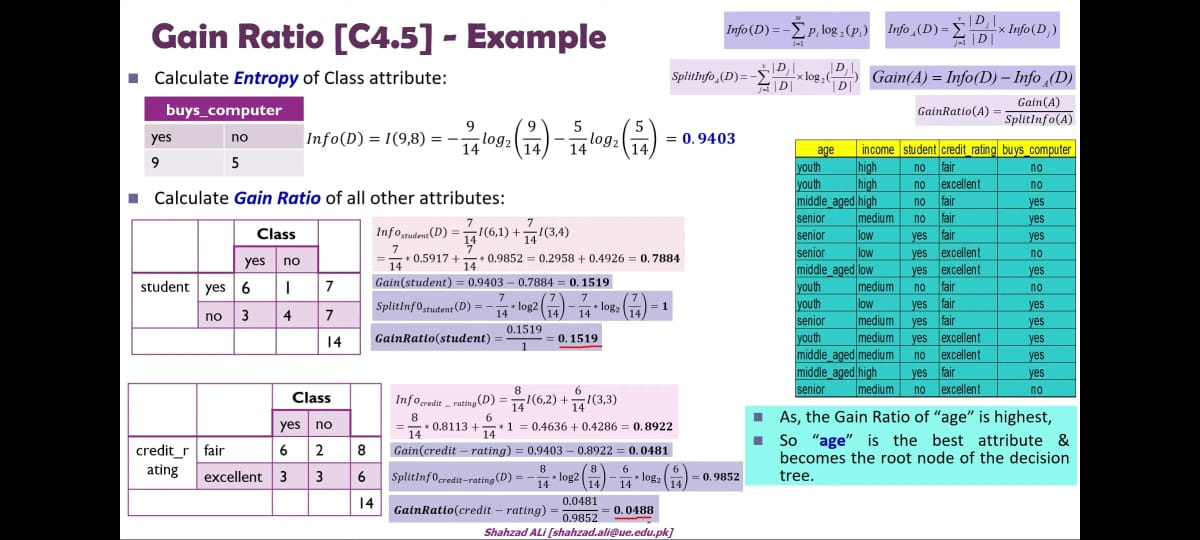 Gain Ratio [C4.5] - Example
Info(D) = -∑_{i=1}^{m} p_i log_2(p_i)
Info_A(D) = ∑_{j=1}^{v} |D_j|/|D| × Info(D_j)
SplitInfo_A(D) = -∑_{j=1}^{v} |D_j|/|D| × log_2(|D_j|/|D|)
Gain(A) = Info(D) − Info_A(D)
GainRatio(A) = Gain(A)/SplitInfo(A)
Calculate Entropy of Class attribute:
buys_computer
yes no
9 5
Info(D) = I(9,8) = −9/14 log_2(9/14) − 5/14 log_2(5/14) = 0.9403
Calculate Gain Ratio of all other attributes:
Class
yes no
student yes 6 1 7
no 3 4 7
14
Info_student(D) = 7/14 I(6,1) + 7/14 I(3,4)
= 7/14 * 0.5917 + 7/14 * 0.9852 = 0.2958 + 0.4926 = 0.7884
Gain(student) = 0.9403 − 0.7884 = 0.1519
SplitInf0_student(D) = −7/14 * log2(7/14) − 7/14 * log_2(7/14) = 1
GainRatio(student) = 0.1519/1 = 0.1519
Class
yes no
credit_r fair 6 2 8
ating excellent 3 3 6
14
Info_credit_rating(D) = 8/14 I(6,2) + 6/14 I(3,3)
= 8/14 * 0.8113 + 6/14 * 1 = 0.4636 + 0.4286 = 0.8922
Gain(credit − rating) = 0.9403 − 0.8922 = 0.0481
SplitInf0_credit−rating(D) = −8/14 * log2(8/14) − 6/14 * log_2(6/14) = 0.9852
GainRatio(credit − rating) = 0.0481/0.9852 = 0.0488
age income student credit_rating buys_computer
youth high no fair no
youth high no excellent no
middle_aged high no fair yes
senior medium no fair yes
senior low yes fair yes
senior low yes excellent no
middle_aged low yes excellent yes
youth medium no fair no
youth low yes fair yes
senior medium yes fair yes
youth medium yes excellent yes
middle_aged medium no excellent yes
middle_aged high yes fair yes
senior medium no excellent no
As, the Gain Ratio of “age” is highest,
So “age” is the best attribute &
becomes the root node of the decision
tree.
Shahzad ALi [shahzad.ali@ue.edu.pk]